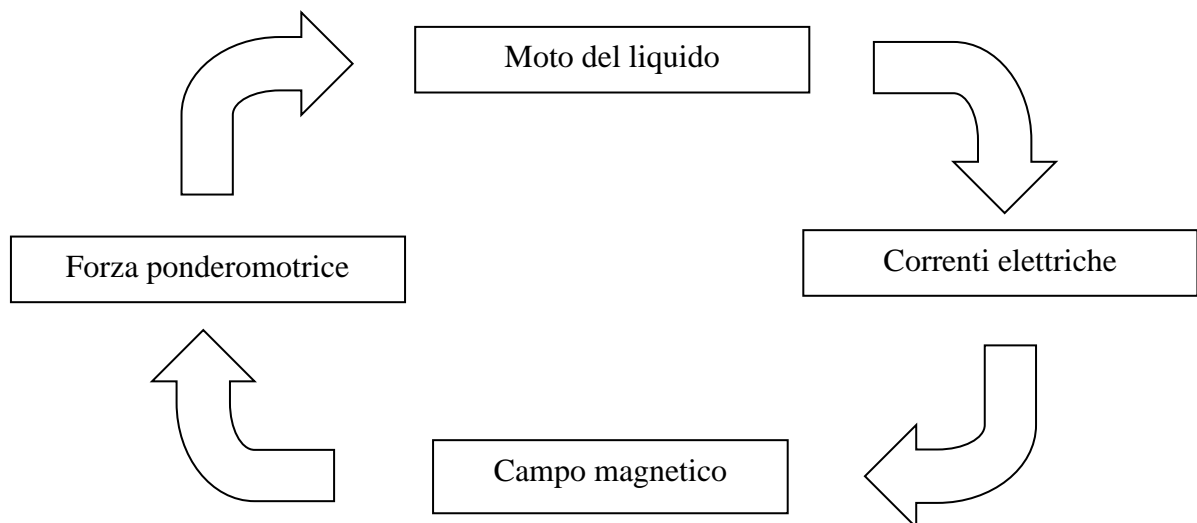 Moto del liquido
Forza ponderomotrice
Correnti elettriche
Campo magnetico